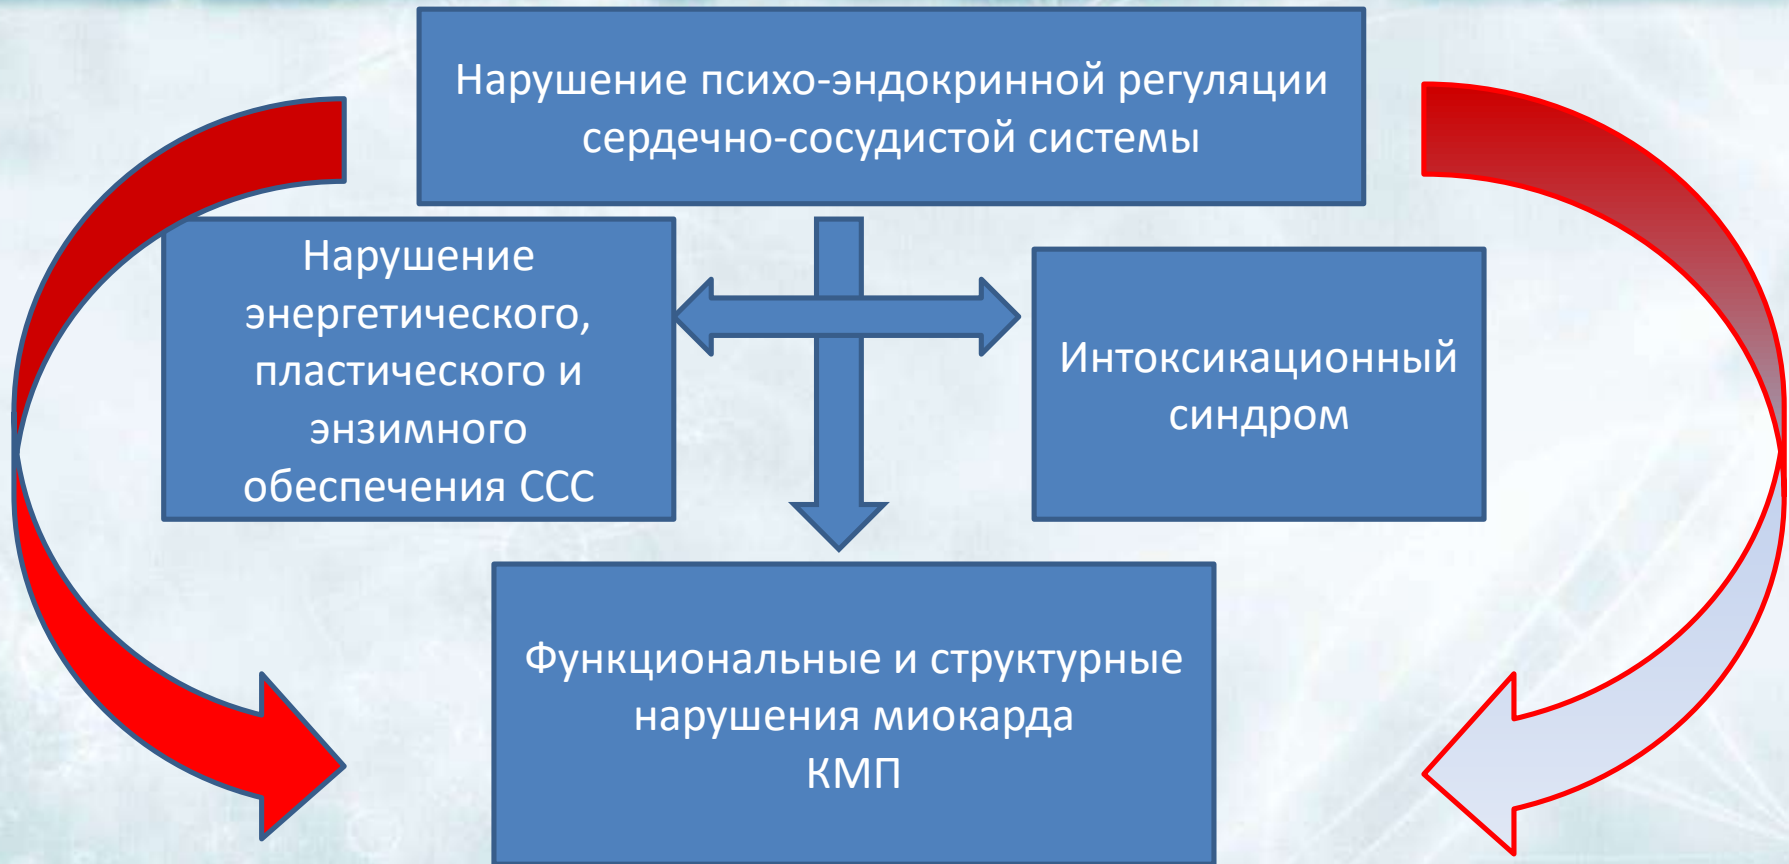 Нарушение психо-эндокринной регуляции
сердечно-сосудистой системы
Нарушение
энергетического,
пластического и
энзимного
обеспечения ССС
Интоксикационный
синдром
Функциональные и структурные
нарушения миокарда
КМП